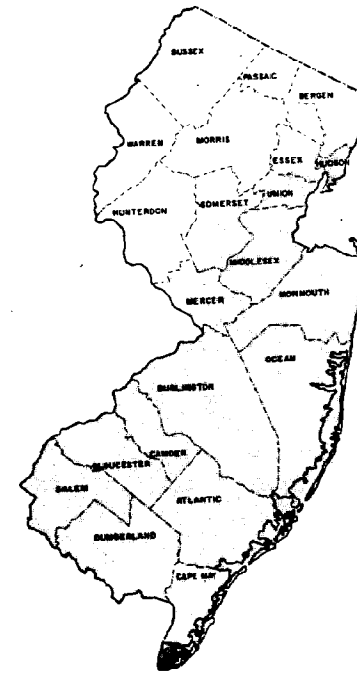 SUSSEX
PASSAIC
BERGEN
WARREN
MORRIS
ESSEX
HUDSON
HUNTERDON
SOMERSET
UNION
MIDDLESEX
MERCER
MONMOUTH
OCEAN
BURLINGTON
CAMDEN
GLOUCESTER
SALEM
ATLANTIC
CUMBERLAND
CAPE MAY